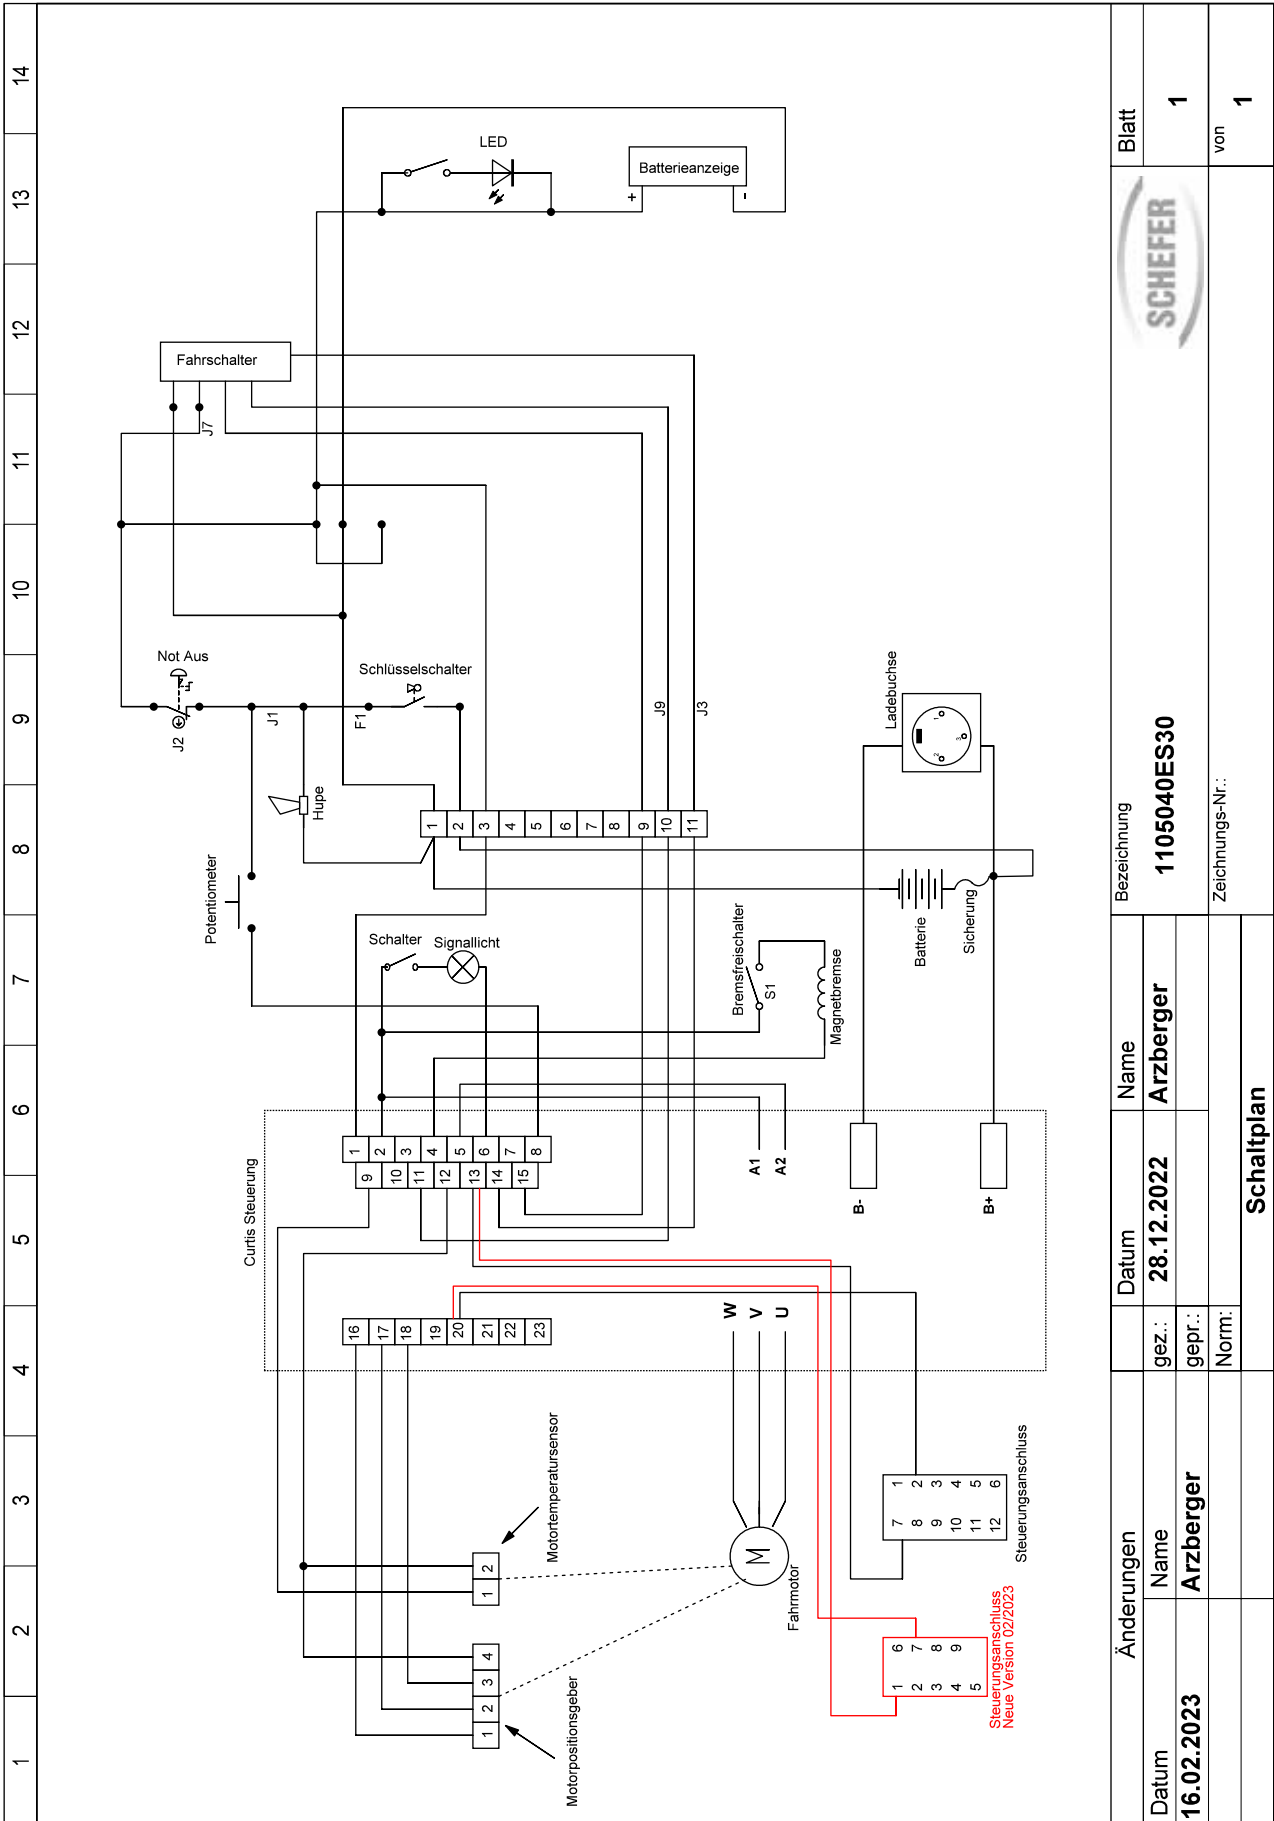 14
13
12
11
10
9
8
7
6
5
4
3
2
1
LED
Batterieanzeige
+
-
Fahrschalter
J7
Not Aus
J2
J1
F1
Schlüsselschalter
J9
J3
Hupe
1
2
3
4
5
6
7
8
9
10
11
Ladebuchse
1
2
3
Potentiometer
Schalter
Signallicht
Bremsfreischalter
S1
Magnetbremse
Batterie
Sicherung
Curtis Steuerung
1
2
3
4
5
6
7
8
9
10
11
12
13
14
15
A1
A2
B-
B+
16
17
18
19
20
21
22
23
W
V
U
Motortemperatursensor
1
2
M
Fahrmotor
Motorpositionsgeber
1
2
3
4
7
8
9
10
11
12
1
2
3
4
5
6
Steuerungsanschluss
1
2
3
4
5
6
7
8
9
Steuerungsanschluss
Neue Version 02/2023
Änderungen
Datum
Name
16.02.2023
Arzberger
Datum
Name
gez.:
28.12.2022
Arzberger
gepr.:
Norm:
Schaltplan
Bezeichnung
1105040ES30
Zeichnungs-Nr.:
SCHEFER
Blatt
1
von
1